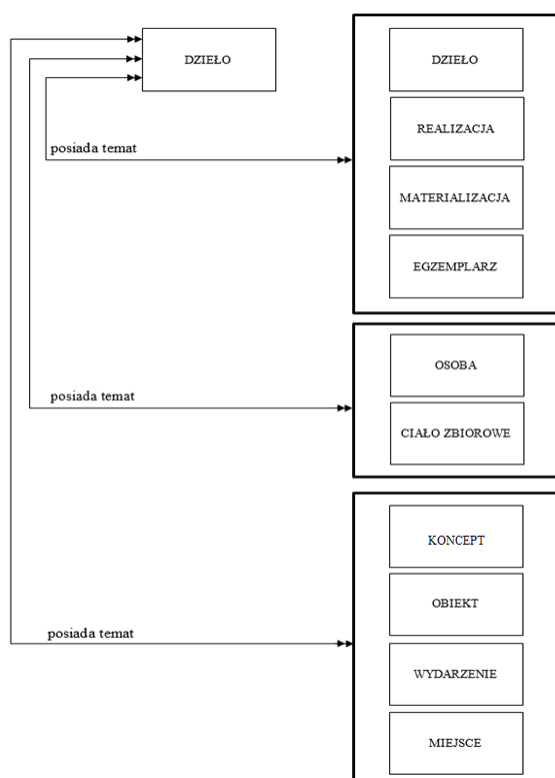 DZIEŁO
DZIEŁO
REALIZACJA
posiada temat
MATERIALIZACJA
EGZEMPLARZ
OSOBA
posiada temat
CIAŁO ZBIOROWE
KONCEPT
OBIEKT
posiada temat
WYDARZENIE
MIEJSCE